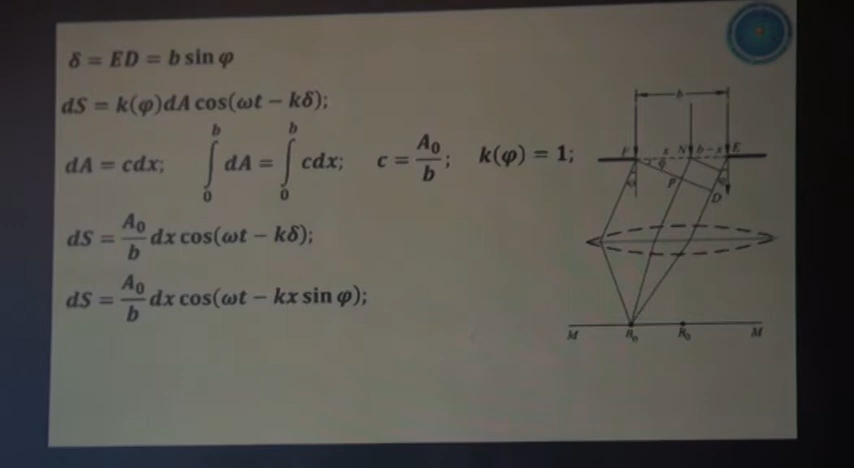 δ = ED = b sin φ
dS = k(φ)dA cos(ωt − kδ);
dA = cdx; ∫₀ᵇ dA = ∫₀ᵇ cdx; c = A₀/b; k(φ) = 1;
dS = A₀/b dx cos(ωt − kδ);
dS = A₀/b dx cos(ωt − kx sin φ);
b
F x N b−x E
φ φ
P D
M B₀ M